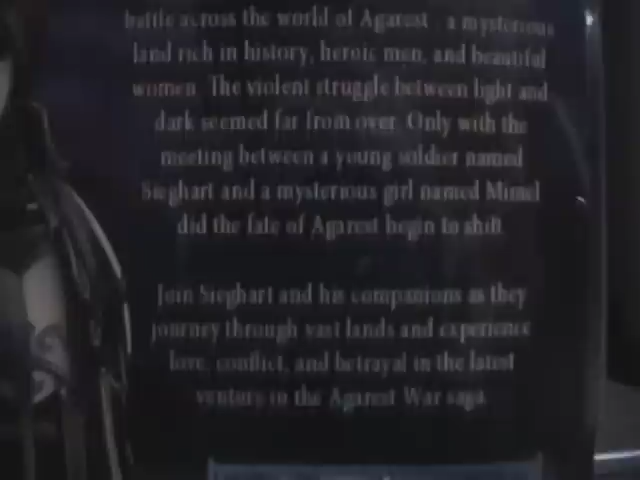 battle across the world of Agarest - a mysterious
land rich in history, heroic men, and beautiful
women. The violent struggle between light and
dark seemed far from over. Only with the
meeting between a young soldier named
Sieghart and a mysterious girl named Mimel
did the fate of Agarest begin to shift.
Join Sieghart and his companions as they
journey through vast lands and experience
love, conflict, and betrayal in the latest
venture in the Agarest War saga.